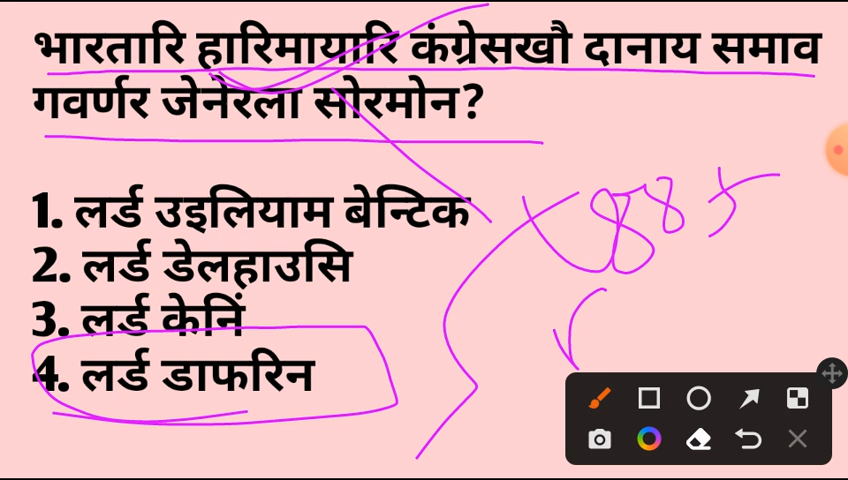 भारतारि हारिमायारि कंग्रेसखौ दानाय समाव
गवर्णर जेनेरला सोरमोन?
1. लर्ड उइलियाम बेन्टिक
2. लर्ड डेलहाउसि
3. लर्ड केनिं
4. लर्ड डाफरिन
1885